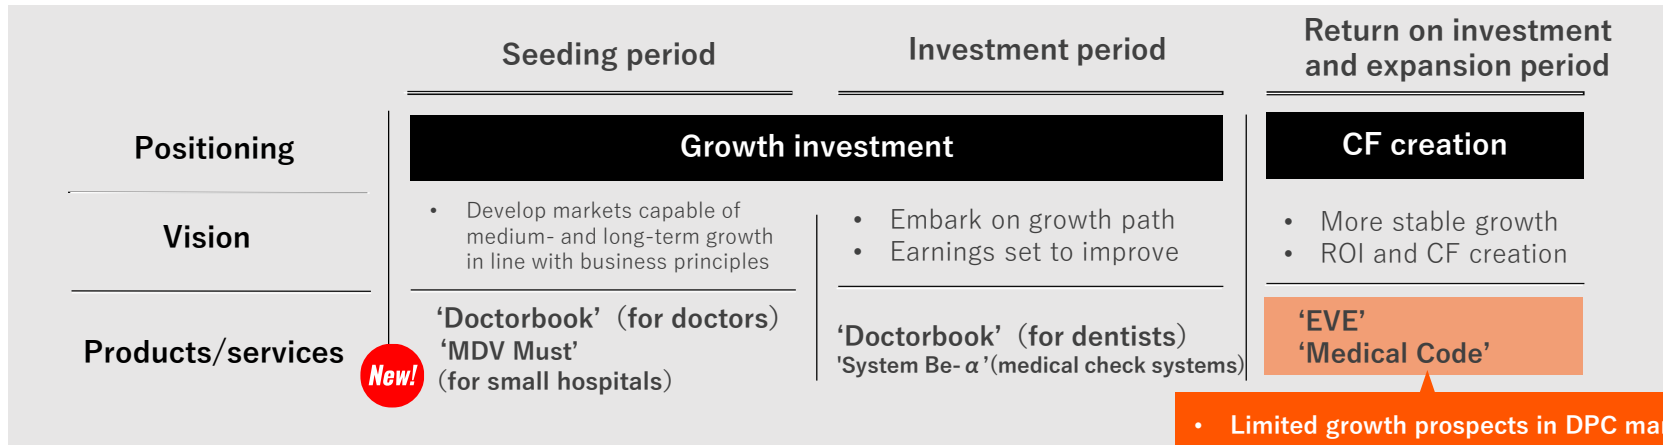 Seeding period
Investment period
Return on investment
and expansion period
Positioning
Growth investment
CF creation
Vision
• Develop markets capable of
medium- and long-term growth
in line with business principles
• Embark on growth path
• Earnings set to improve
• More stable growth
• ROI and CF creation
Products/services
New!
‘Doctorbook’（for doctors）
‘MDV Must’
(for small hospitals)
‘Doctorbook’（for dentists）
'System Be-α’(medical check systems)
‘EVE’
‘Medical Code’
• Limited growth prospects in DPC